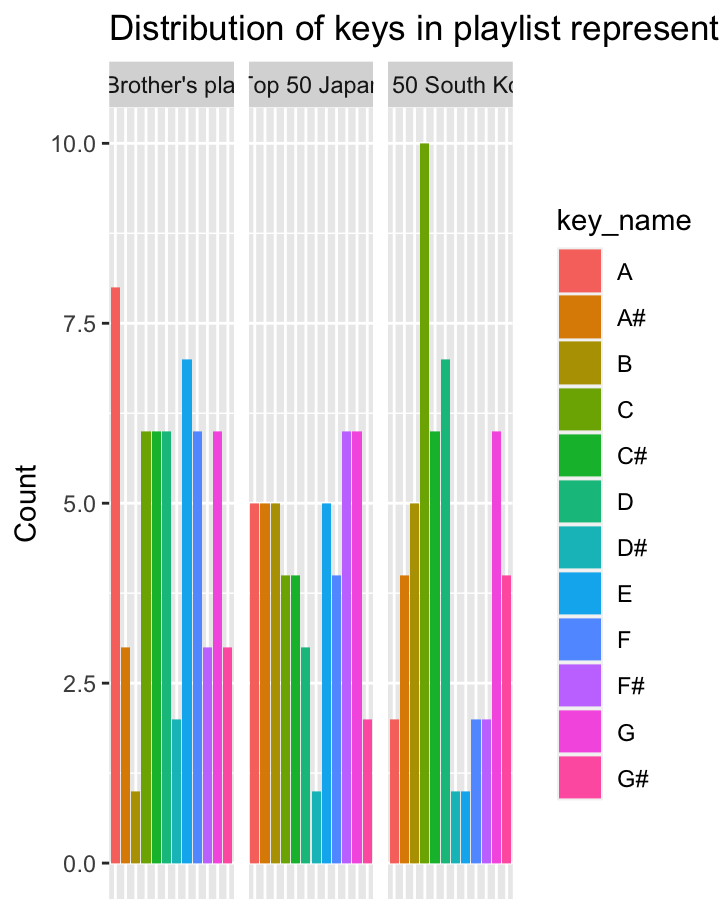 Distribution of keys in playlist represent
Brother's pla
Top 50 Japan
50 South Ko
10.0
7.5
5.0
2.5
0.0
Count
key_name
A
A#
B
C
C#
D
D#
E
F
F#
G
G#